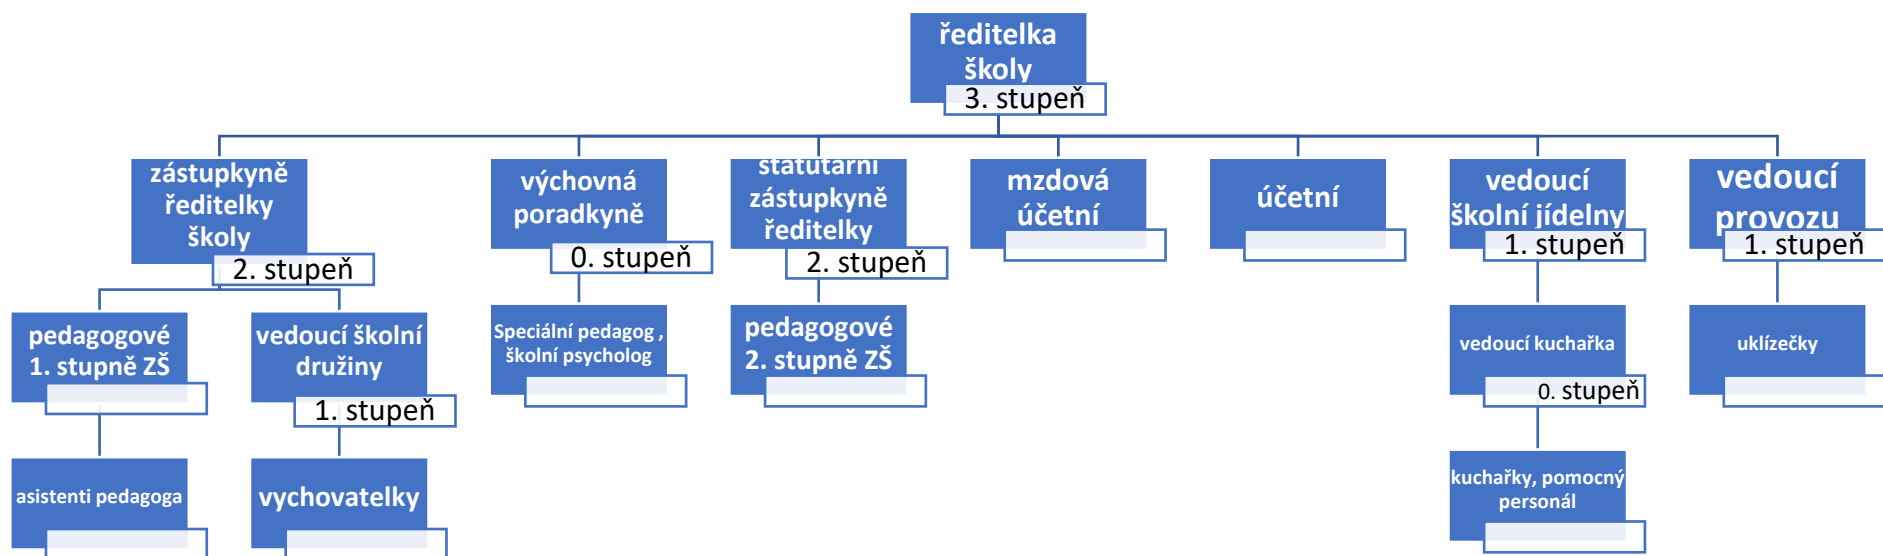 ředitelka
školy
3. stupeň
zástupkyně
ředitelky
školy
2. stupeň
výchovná
poradkyně
0. stupeň
statutární
zástupkyně
ředitelky
2. stupeň
mzdová
účetní
účetní
vedoucí
školní jídelny
1. stupeň
vedoucí
provozu
1. stupeň
pedagogové
1. stupně ZŠ
vedoucí školní
družiny
1. stupeň
Speciální pedagog ,
školní psycholog
pedagogové
2. stupně ZŠ
vedoucí kuchařka
0. stupeň
uklízečky
asistenti pedagoga
vychovatelky
kuchařky, pomocný
personál